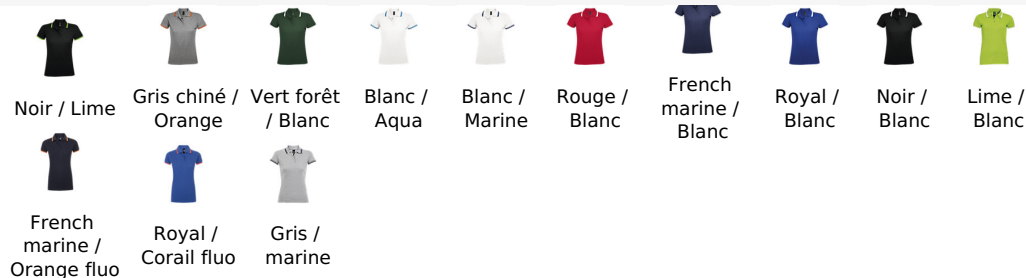 Noir / Lime
Gris chiné /
Orange
Vert forêt
/ Blanc
Blanc /
Aqua
Blanc /
Marine
Rouge /
Blanc
French
marine /
Blanc
Royal /
Blanc
Noir /
Blanc
Lime /
Blanc
French
marine /
Orange fluo
Royal /
Corail fluo
Gris /
marine